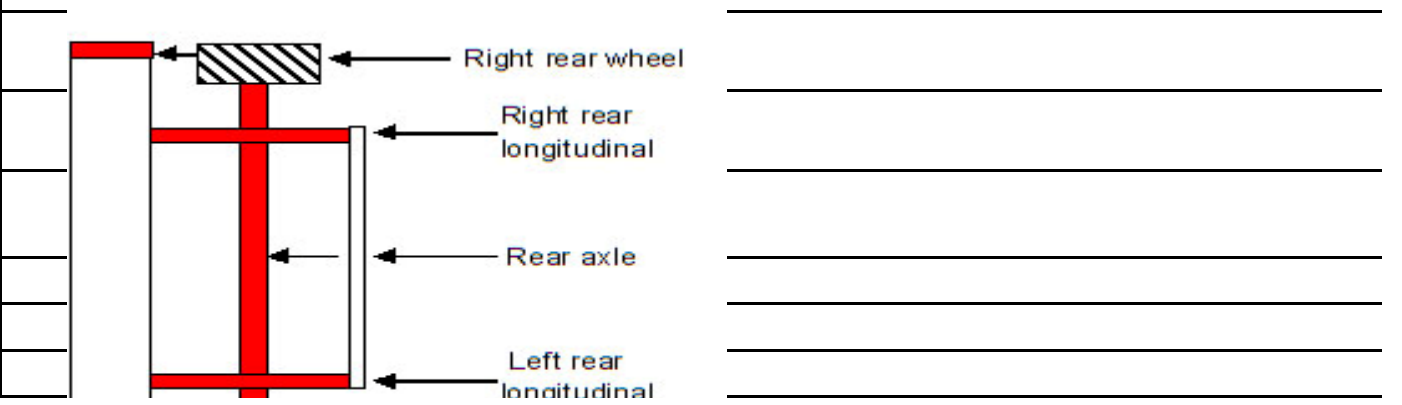 Right rear wheel
Right rear
longitudinal
Rear axle
Left rear
longitudinal